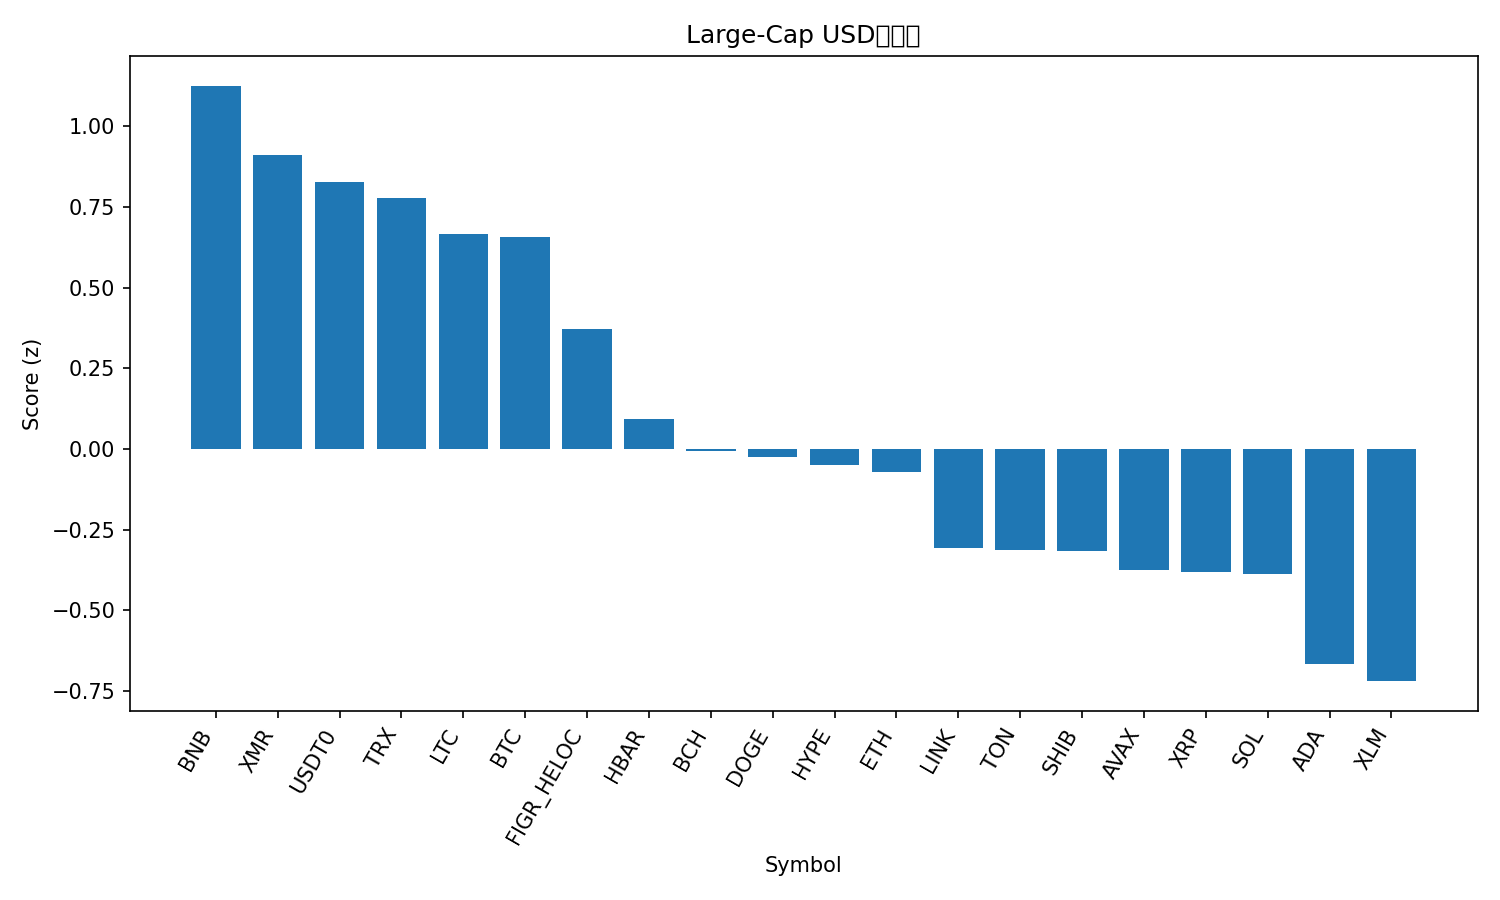 Large-Cap USD
Score (z)
1.00
0.75
0.50
0.25
0.00
−0.25
−0.50
−0.75
BNB
XMR
USDT0
TRX
LTC
BTC
FIGR_HELOC
HBAR
BCH
DOGE
HYPE
ETH
LINK
TON
SHIB
AVAX
XRP
SOL
ADA
XLM
Symbol